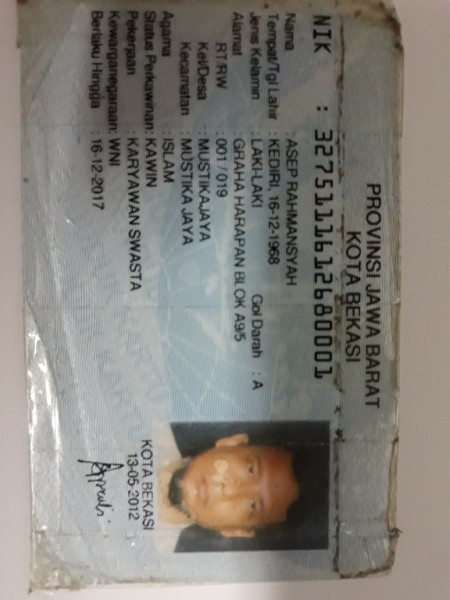 PROVINSI JAWA BARAT
KOTA BEKASI
NIK : 3275111612680001
Nama : ASEP RAHMANSYAH
Tempat/Tgl Lahir : KEDIRI, 16-12-1968
Jenis Kelamin : LAKI-LAKI Gol Darah : A
Alamat : GRAHA HARAPAN BLOK A9/5
RT/RW : 001 / 019
Kel/Desa : MUSTIKAJAYA
Kecamatan : MUSTIKA JAYA
Agama : ISLAM
Status Perkawinan: KAWIN
Pekerjaan : KARYAWAN SWASTA
Kewarganegaraan: WNI
Berlaku Hingga : 16-12-2017
KOTA BEKASI
13-05-2012